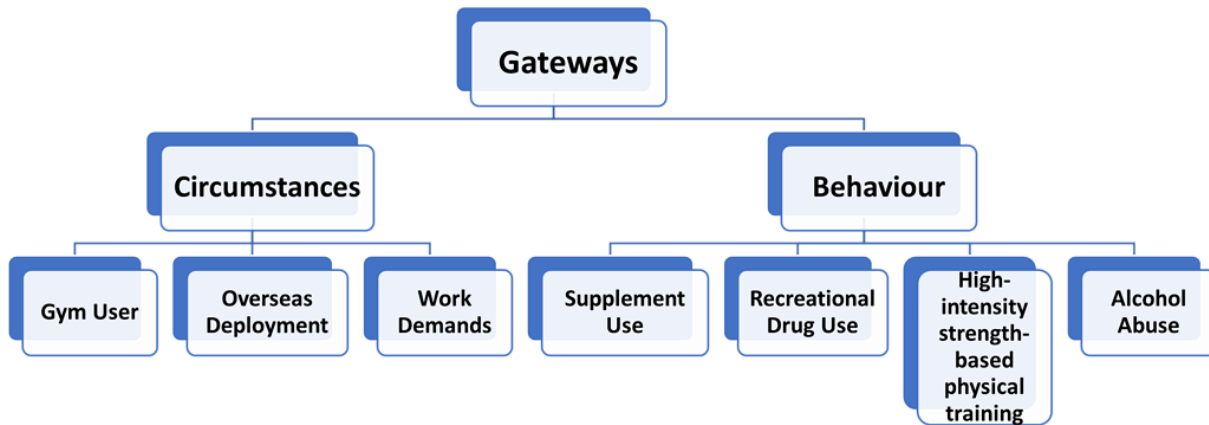 Gateways
Circumstances
Behaviour
Gym User
Overseas
Deployment
Work
Demands
Supplement
Use
Recreational
Drug Use
High-
intensity
strength-
based
physical
training
Alcohol
Abuse